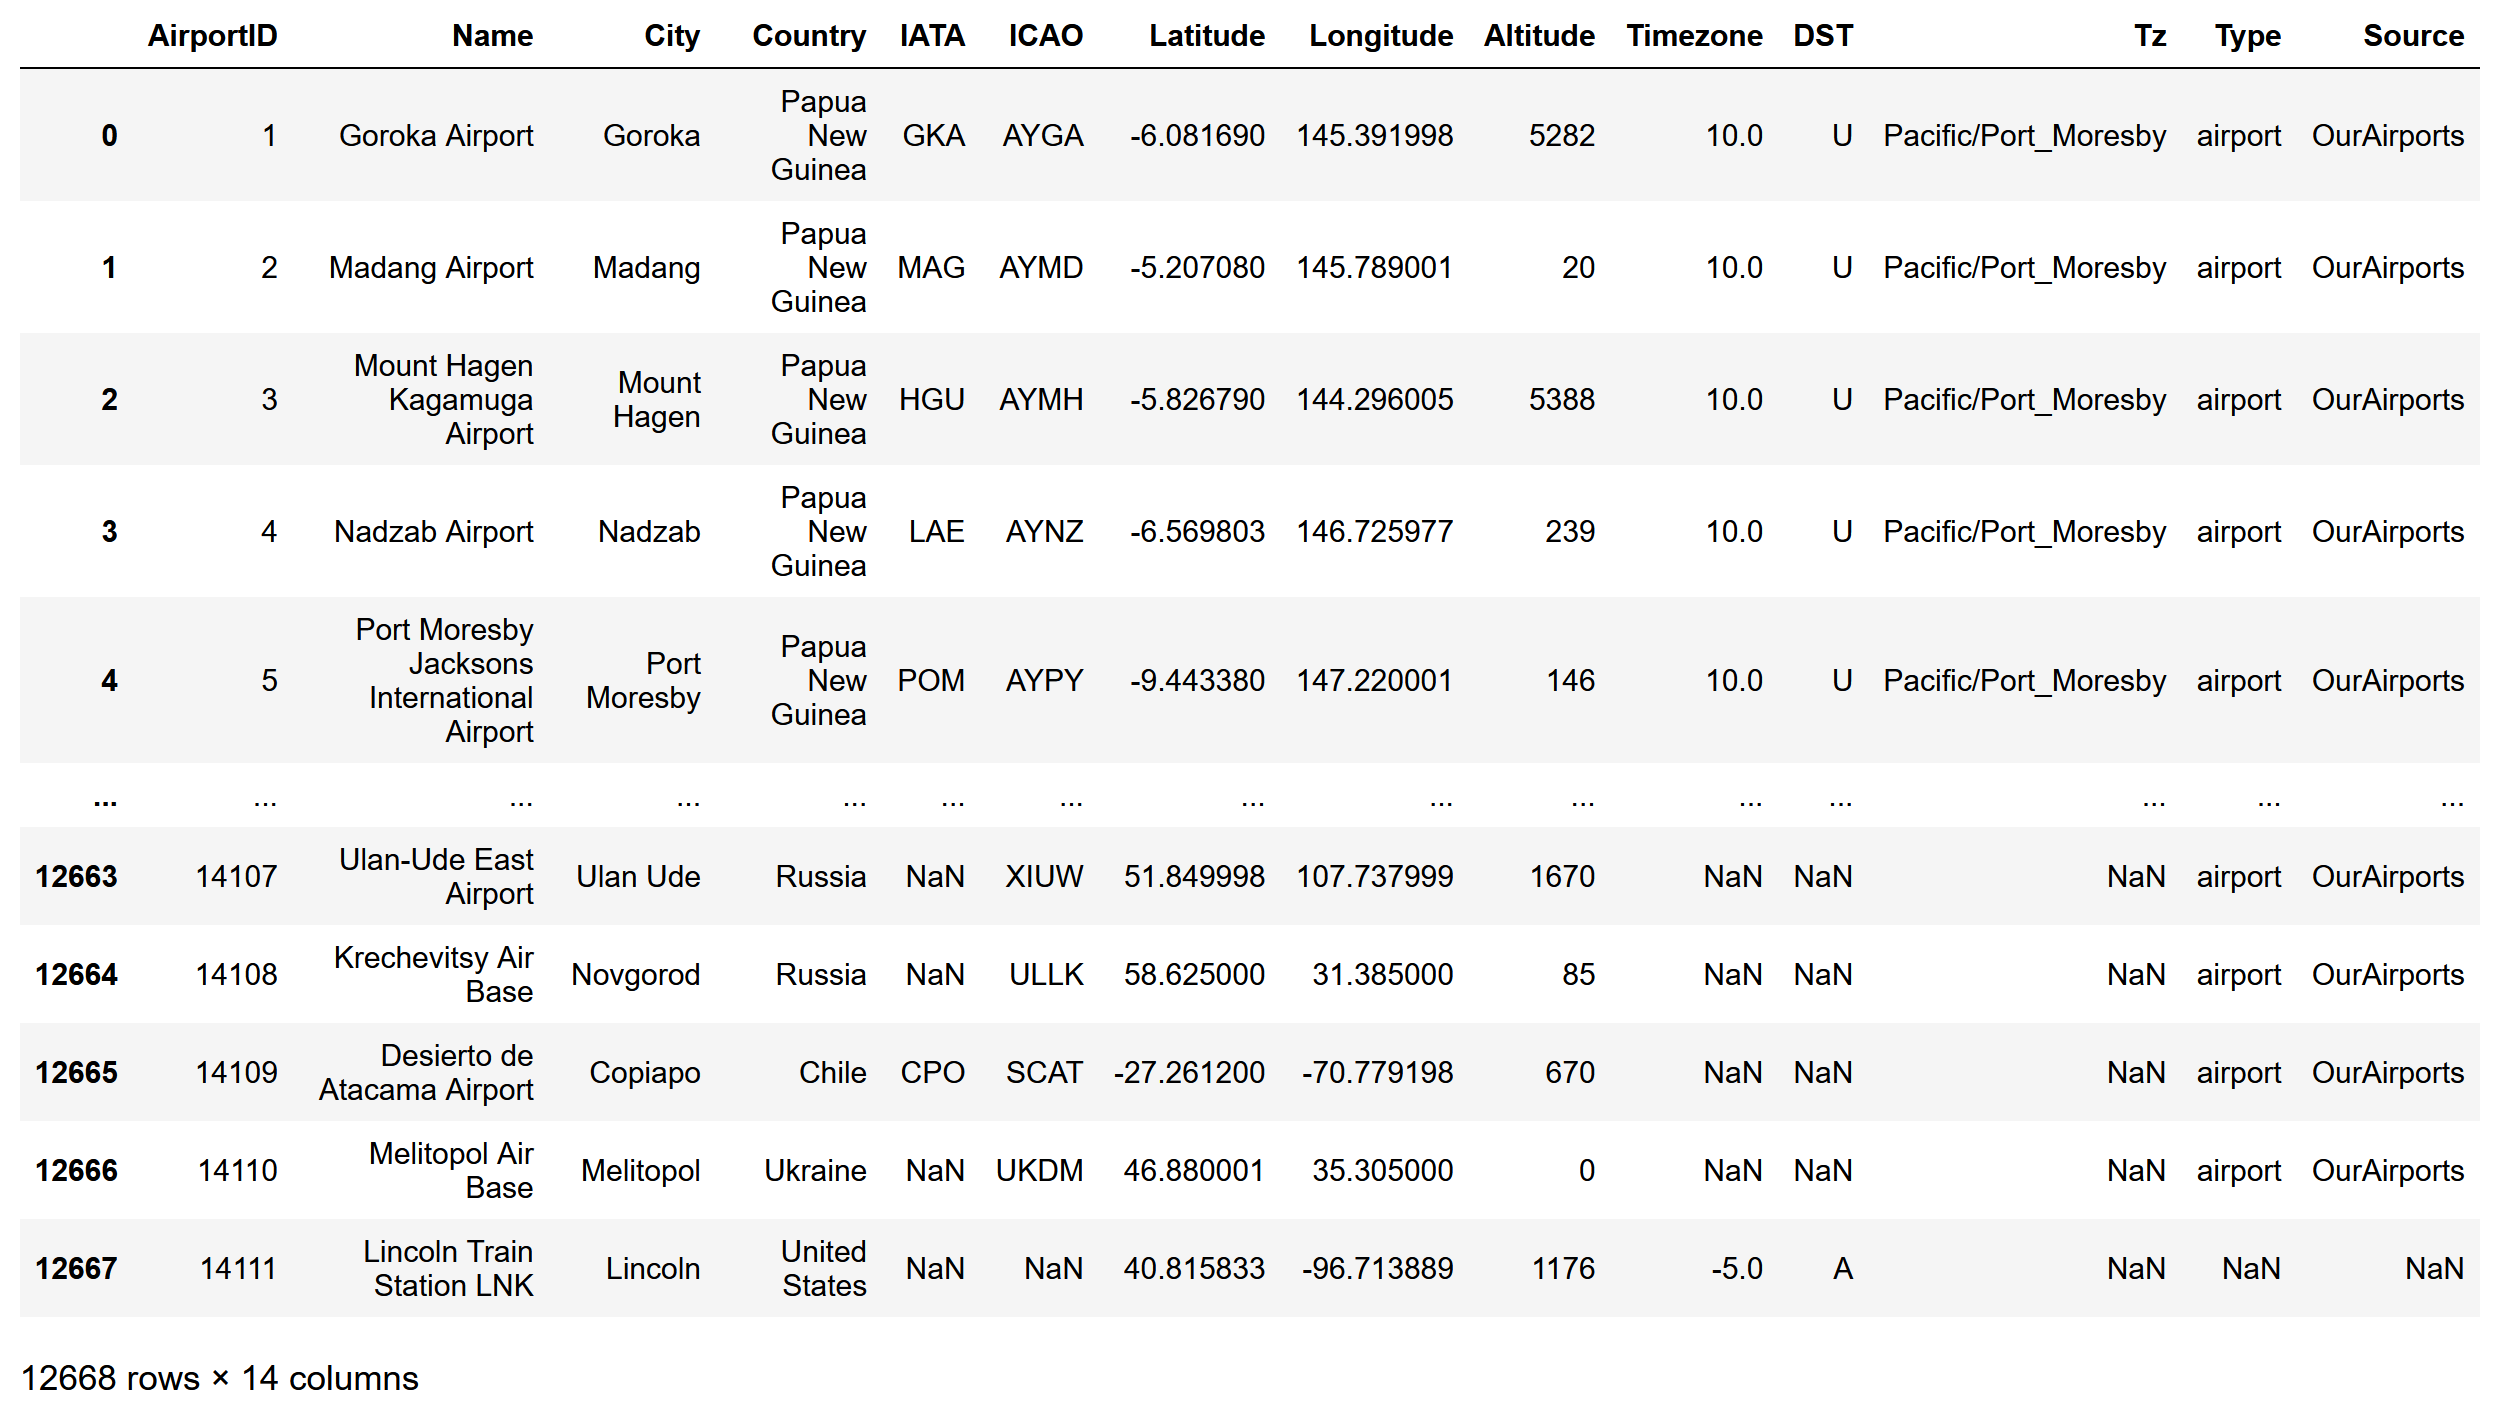 AirportID Name City Country IATA ICAO Latitude Longitude Altitude Timezone DST Tz Type Source
0 1 Goroka Airport Goroka Papua New Guinea GKA AYGA -6.081690 145.391998 5282 10.0 U Pacific/Port_Moresby airport OurAirports
1 2 Madang Airport Madang Papua New Guinea MAG AYMD -5.207080 145.789001 20 10.0 U Pacific/Port_Moresby airport OurAirports
2 3 Mount Hagen Kagamuga Airport Mount Hagen Papua New Guinea HGU AYMH -5.826790 144.296005 5388 10.0 U Pacific/Port_Moresby airport OurAirports
3 4 Nadzab Airport Nadzab Papua New Guinea LAE AYNZ -6.569803 146.725977 239 10.0 U Pacific/Port_Moresby airport OurAirports
4 5 Port Moresby Jacksons International Airport Port Moresby Papua New Guinea POM AYPY -9.443380 147.220001 146 10.0 U Pacific/Port_Moresby airport OurAirports
... ... ... ... ... ... ... ... ... ... ... ... ... ... ...
12663 14107 Ulan-Ude East Airport Ulan Ude Russia NaN XIUW 51.849998 107.737999 1670 NaN NaN NaN airport OurAirports
12664 14108 Krechevitsy Air Base Novgorod Russia NaN ULLK 58.625000 31.385000 85 NaN NaN NaN airport OurAirports
12665 14109 Desierto de Atacama Airport Copiapo Chile CPO SCAT -27.261200 -70.779198 670 NaN NaN NaN airport OurAirports
12666 14110 Melitopol Air Base Melitopol Ukraine NaN UKDM 46.880001 35.305000 0 NaN NaN NaN airport OurAirports
12667 14111 Lincoln Train Station LNK Lincoln United States NaN NaN 40.815833 -96.713889 1176 -5.0 A NaN NaN NaN
12668 rows × 14 columns